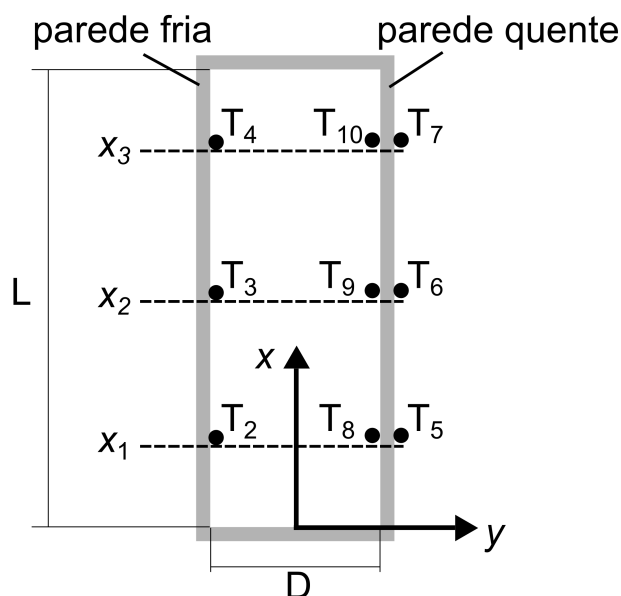 parede fria parede quente
T₄ T₁₀ T₇
x₃
T₃ T₉ T₆
L x₂
x
T₂ T₈ T₅
x₁
y
D